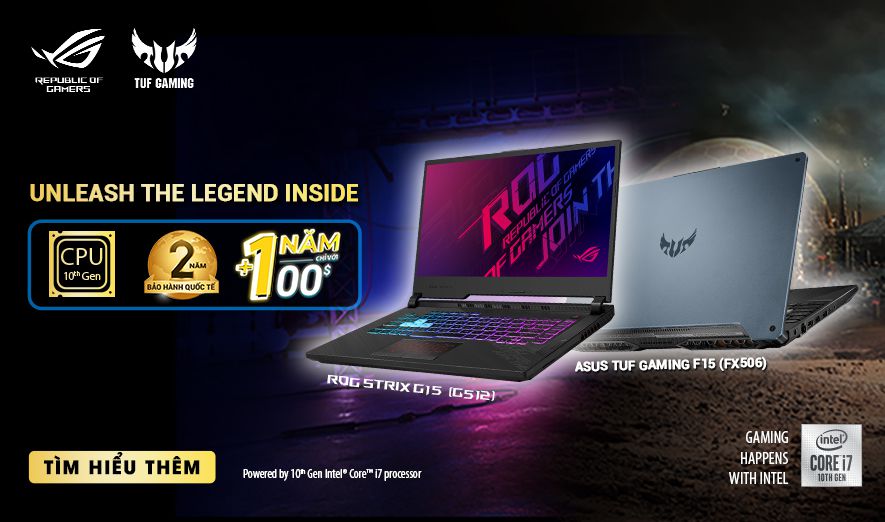 REPUBLIC OF
GAMERS
TUF GAMING
UNLEASH THE LEGEND INSIDE
CPU
10th Gen
2
NĂM
BẢO HÀNH QUỐC TẾ
+1 NĂM
CHỈ VỚI
100$
ROG
REPUBLIC OF GAMERS
OF GAMERS
JOIN TH
TUF
ROG STRIX G15 (G512)
ASUS TUF GAMING F15 (FX506)
TÌM HIỂU THÊM
Powered by 10th Gen Intel® Core™ i7 processor
GAMING
HAPPENS
WITH INTEL
intel
CORE i7
10TH GEN